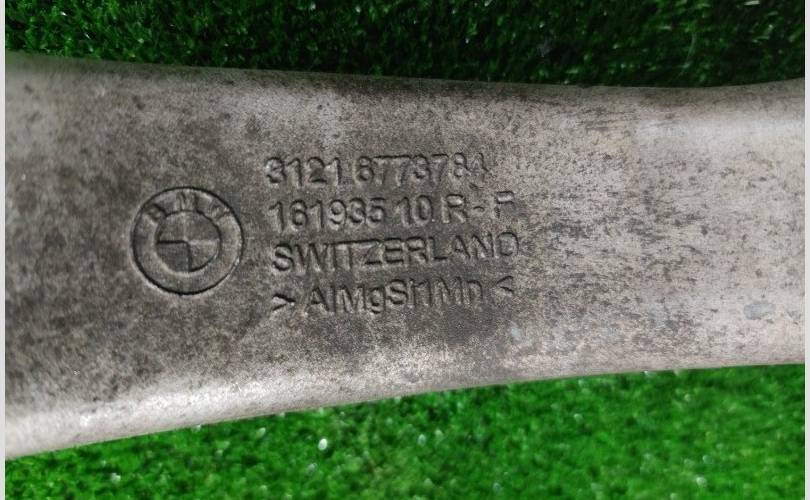 BMW
3121 6773784
161935 10 R - F
SWITZERLAND
> AlMgSi1Mn <